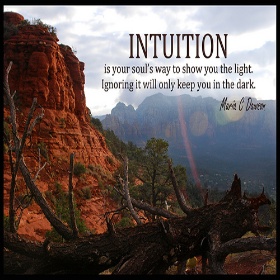 INTUITION
is your soul's way to show you the light.
Ignoring it will only keep you in the dark.
Maria C Dawson